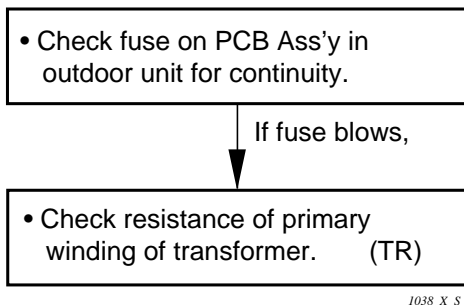 • Check fuse on PCB Ass'y in
outdoor unit for continuity.
If fuse blows,
• Check resistance of primary
winding of transformer. (TR)
1038_X_S